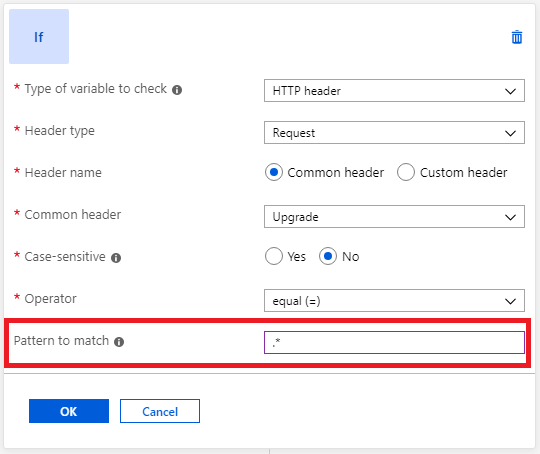 If
* Type of variable to check i HTTP header
* Header type Request
* Header name Common header Custom header
* Common header Upgrade
* Case-sensitive i Yes No
* Operator equal (=)
Pattern to match i .*
OK Cancel